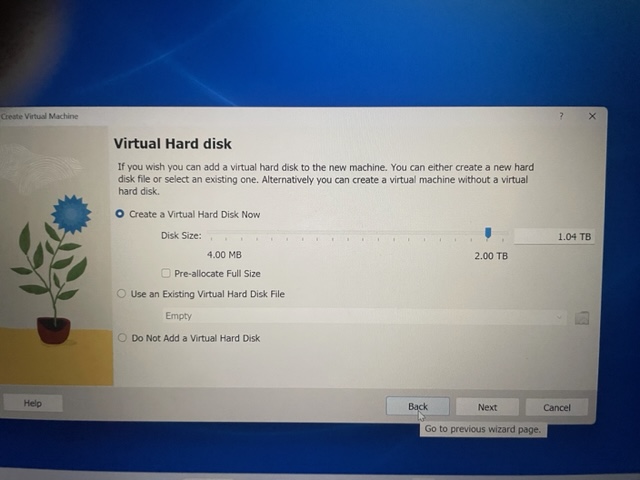 Create Virtual Machine
? ×
Virtual Hard disk
If you wish you can add a virtual hard disk to the new machine. You can either create a new hard
disk file or select an existing one. Alternatively you can create a virtual machine without a virtual
hard disk.
Create a Virtual Hard Disk Now
Disk Size: 1.04 TB
4.00 MB 2.00 TB
Pre-allocate Full Size
Use an Existing Virtual Hard Disk File
Empty
Do Not Add a Virtual Hard Disk
Help Back Next Cancel
Go to previous wizard page.